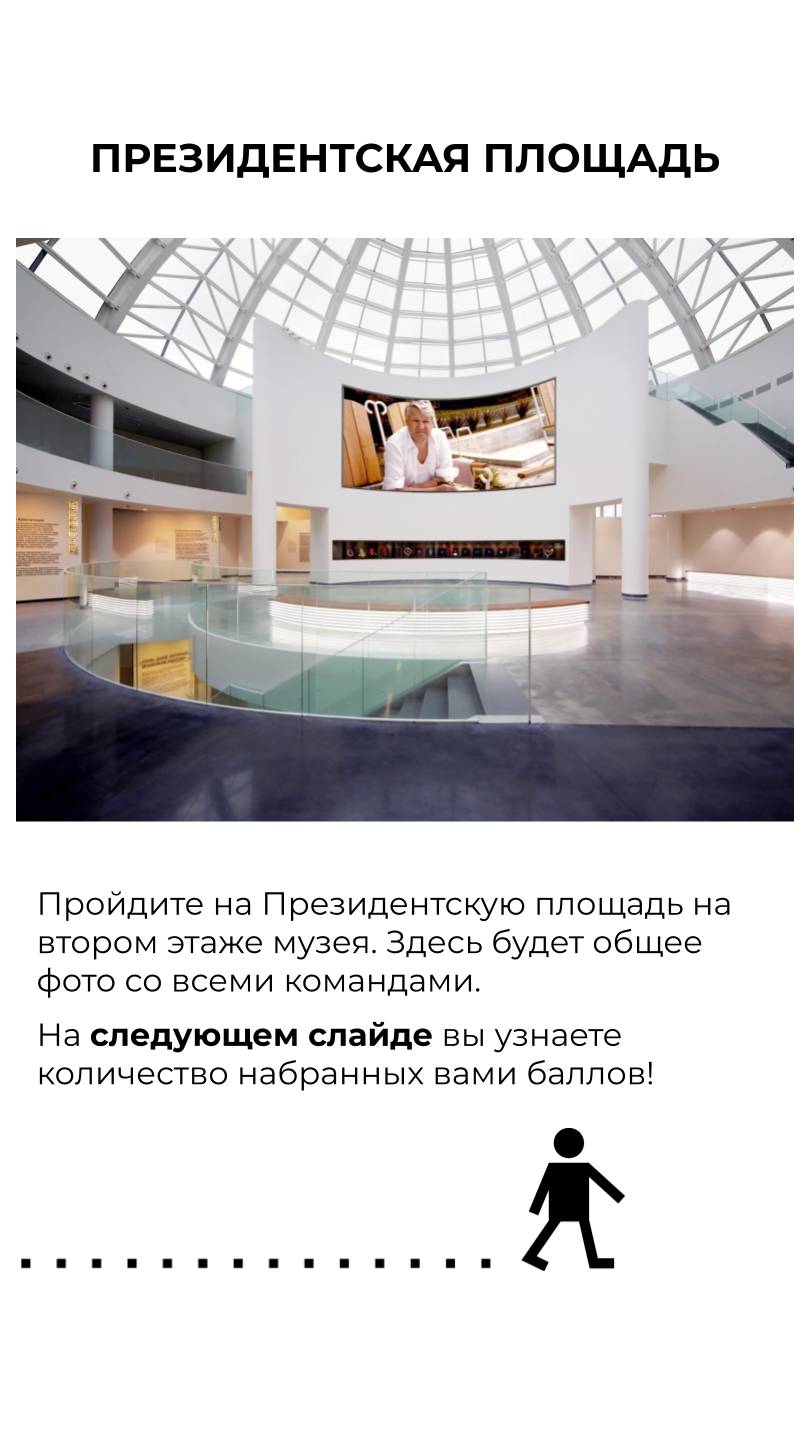 ПРЕЗИДЕНТСКАЯ ПЛОЩАДЬ
Пройдите на Президентскую площадь на
втором этаже музея. Здесь будет общее
фото со всеми командами.
На следующем слайде вы узнаете
количество набранных вами баллов!